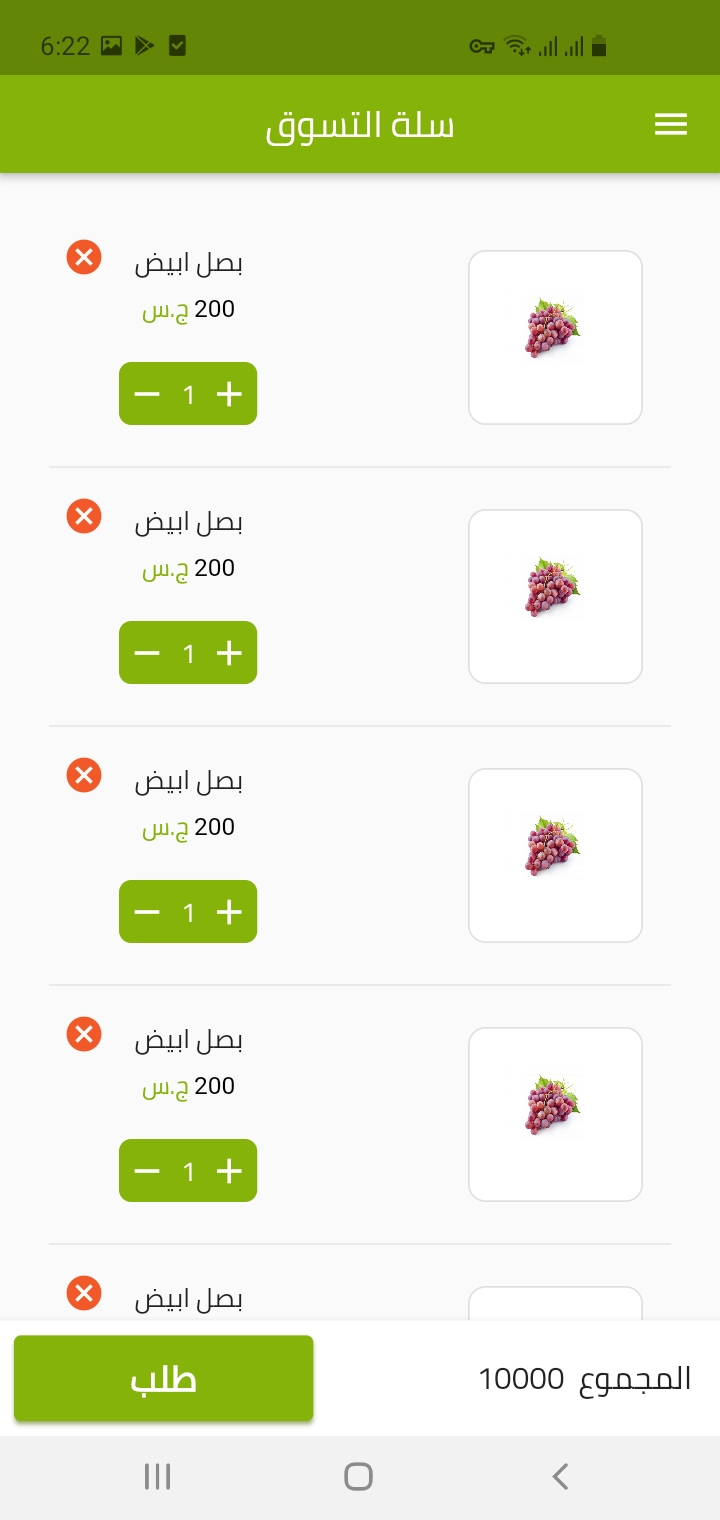 6:22
سلة التسوق
بصل ابيض
200 ج.س
1
بصل ابيض
200 ج.س
1
بصل ابيض
200 ج.س
1
بصل ابيض
200 ج.س
1
بصل ابيض
المجموع 10000
طلب